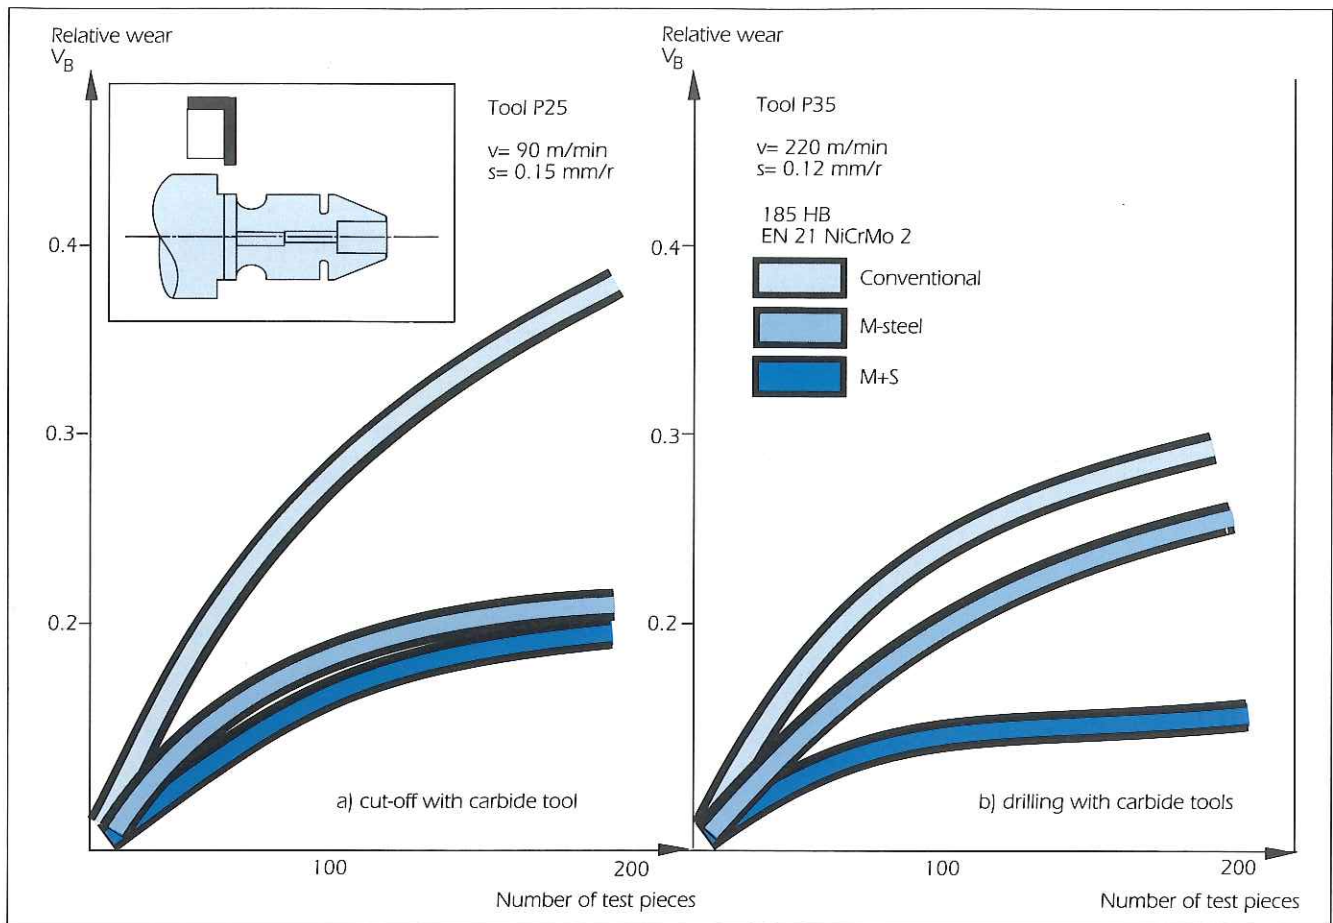 Relative wear
V_B
Tool P25
v= 90 m/min
s= 0.15 mm/r
0.4
0.3
0.2
a) cut-off with carbide tool
100
200
Number of test pieces
Relative wear
V_B
Tool P35
v= 220 m/min
s= 0.12 mm/r
185 HB
EN 21 NiCrMo 2
Conventional
M-steel
M+S
0.4
0.3
0.2
b) drilling with carbide tools
100
200
Number of test pieces